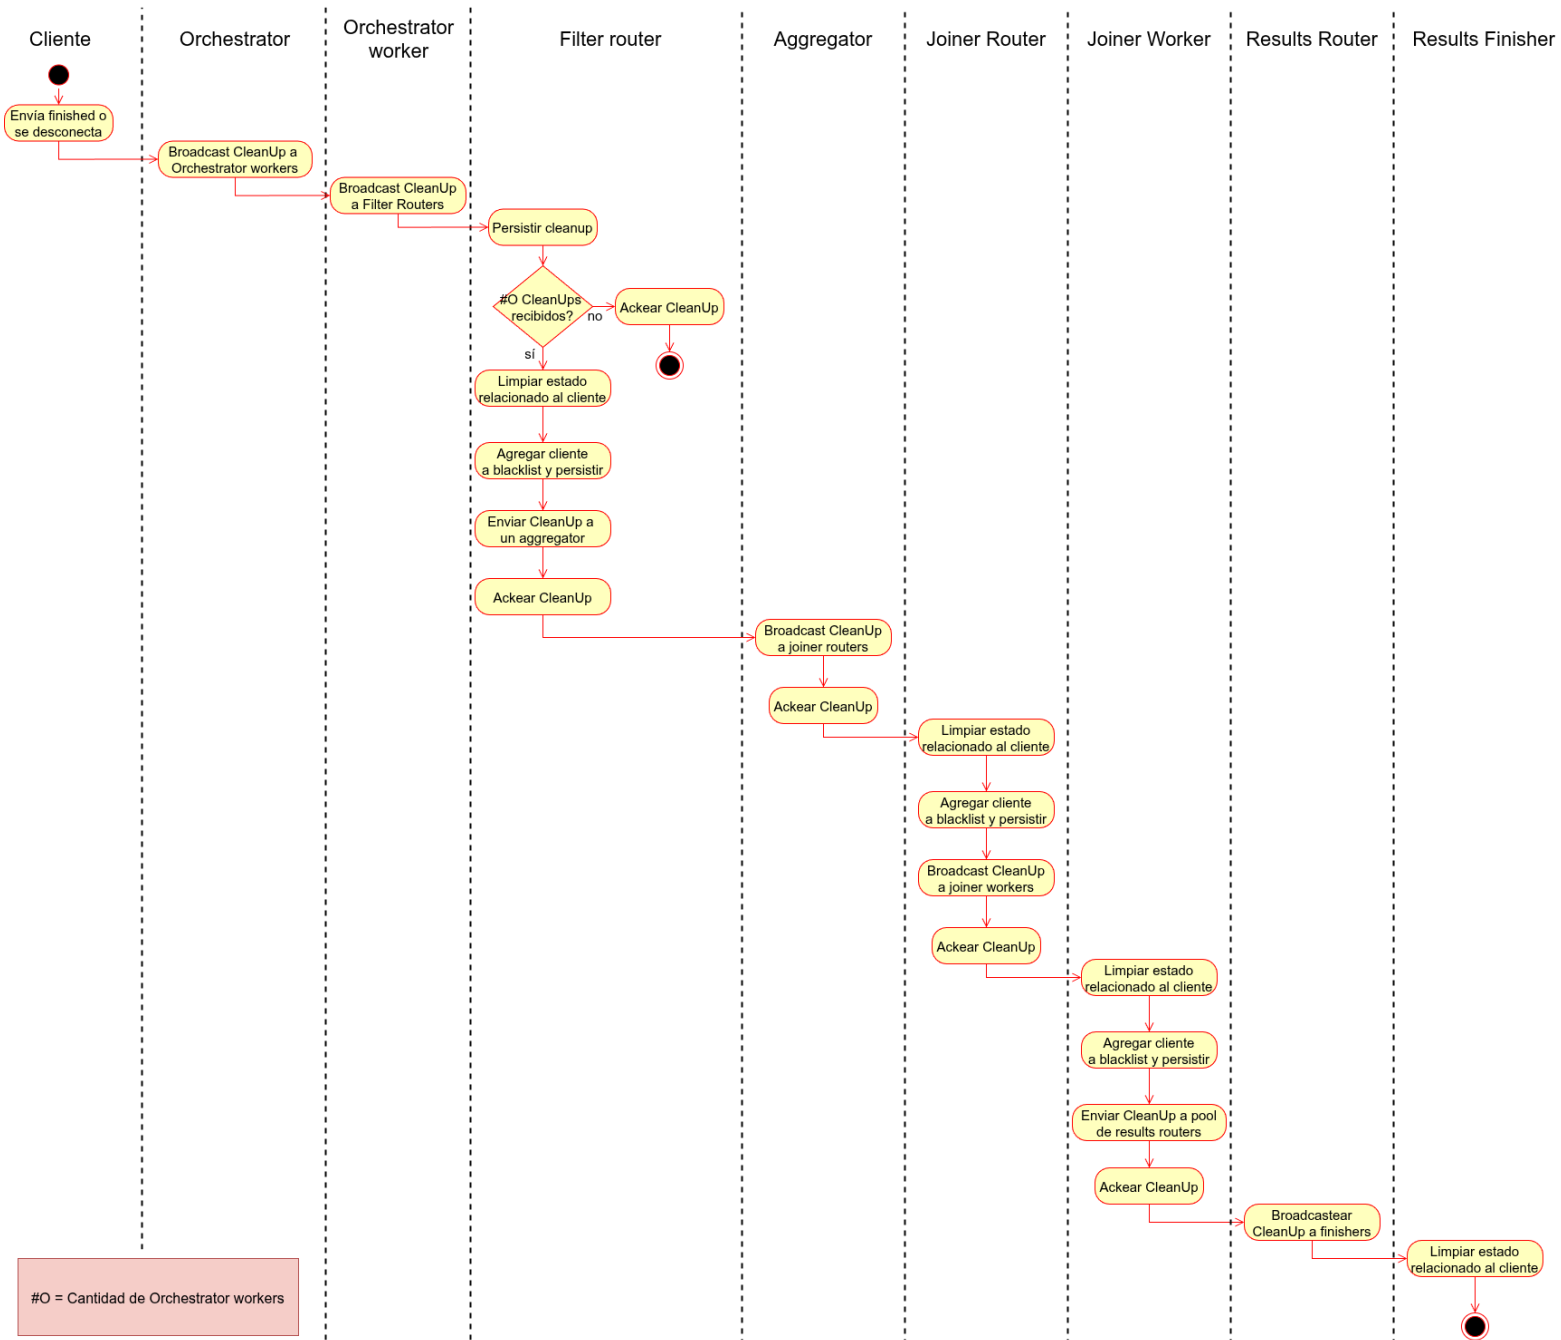 Cliente
Orchestrator
Orchestrator
worker
Filter router
Aggregator
Joiner Router
Joiner Worker
Results Router
Results Finisher
Envía finished o
se desconecta
Broadcast CleanUp a
Orchestrator workers
Broadcast CleanUp
a Filter Routers
Persistir cleanup
#O CleanUps
recibidos?
no
Ackear CleanUp
sí
Limpiar estado
relacionado al cliente
Agregar cliente
a blacklist y persistir
Enviar CleanUp a
un aggregator
Ackear CleanUp
Broadcast CleanUp
a joiner routers
Ackear CleanUp
Limpiar estado
relacionado al cliente
Agregar cliente
a blacklist y persistir
Broadcast CleanUp
a joiner workers
Ackear CleanUp
Limpiar estado
relacionado al cliente
Agregar cliente
a blacklist y persistir
Enviar CleanUp a pool
de results routers
Ackear CleanUp
Broadcastear
CleanUp a finishers
Limpiar estado
relacionado al cliente
#O = Cantidad de Orchestrator workers